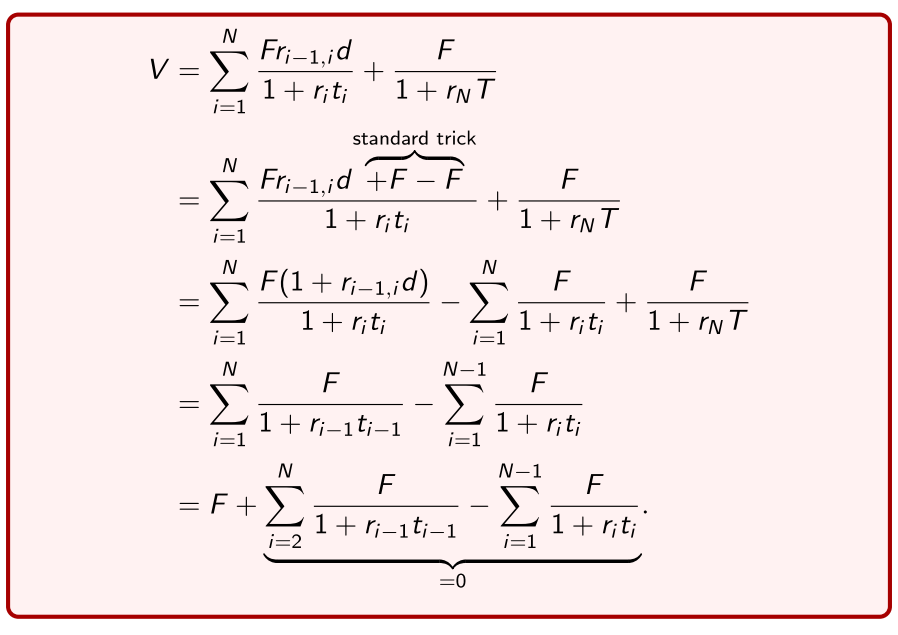 $V = \sum_{i=1}^{N} \frac{Fr_{i-1,i}d}{1 + r_i t_i} + \frac{F}{1 + r_N T}$
$= \sum_{i=1}^{N} \frac{Fr_{i-1,i}d \overbrace{+F - F}^{\text{standard trick}}}{1 + r_i t_i} + \frac{F}{1 + r_N T}$
$= \sum_{i=1}^{N} \frac{F(1 + r_{i-1,i}d)}{1 + r_i t_i} - \sum_{i=1}^{N} \frac{F}{1 + r_i t_i} + \frac{F}{1 + r_N T}$
$= \sum_{i=1}^{N} \frac{F}{1 + r_{i-1} t_{i-1}} - \sum_{i=1}^{N-1} \frac{F}{1 + r_i t_i}$
$= F + \underbrace{\sum_{i=2}^{N} \frac{F}{1 + r_{i-1} t_{i-1}} - \sum_{i=1}^{N-1} \frac{F}{1 + r_i t_i}}_{=0}.$